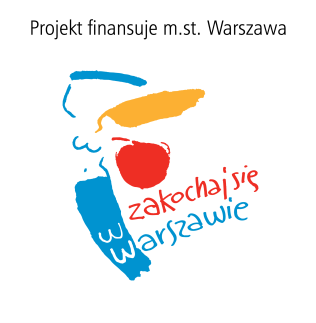 Projekt finansuje m.st. Warszawa
zakochaj się
w warszawie